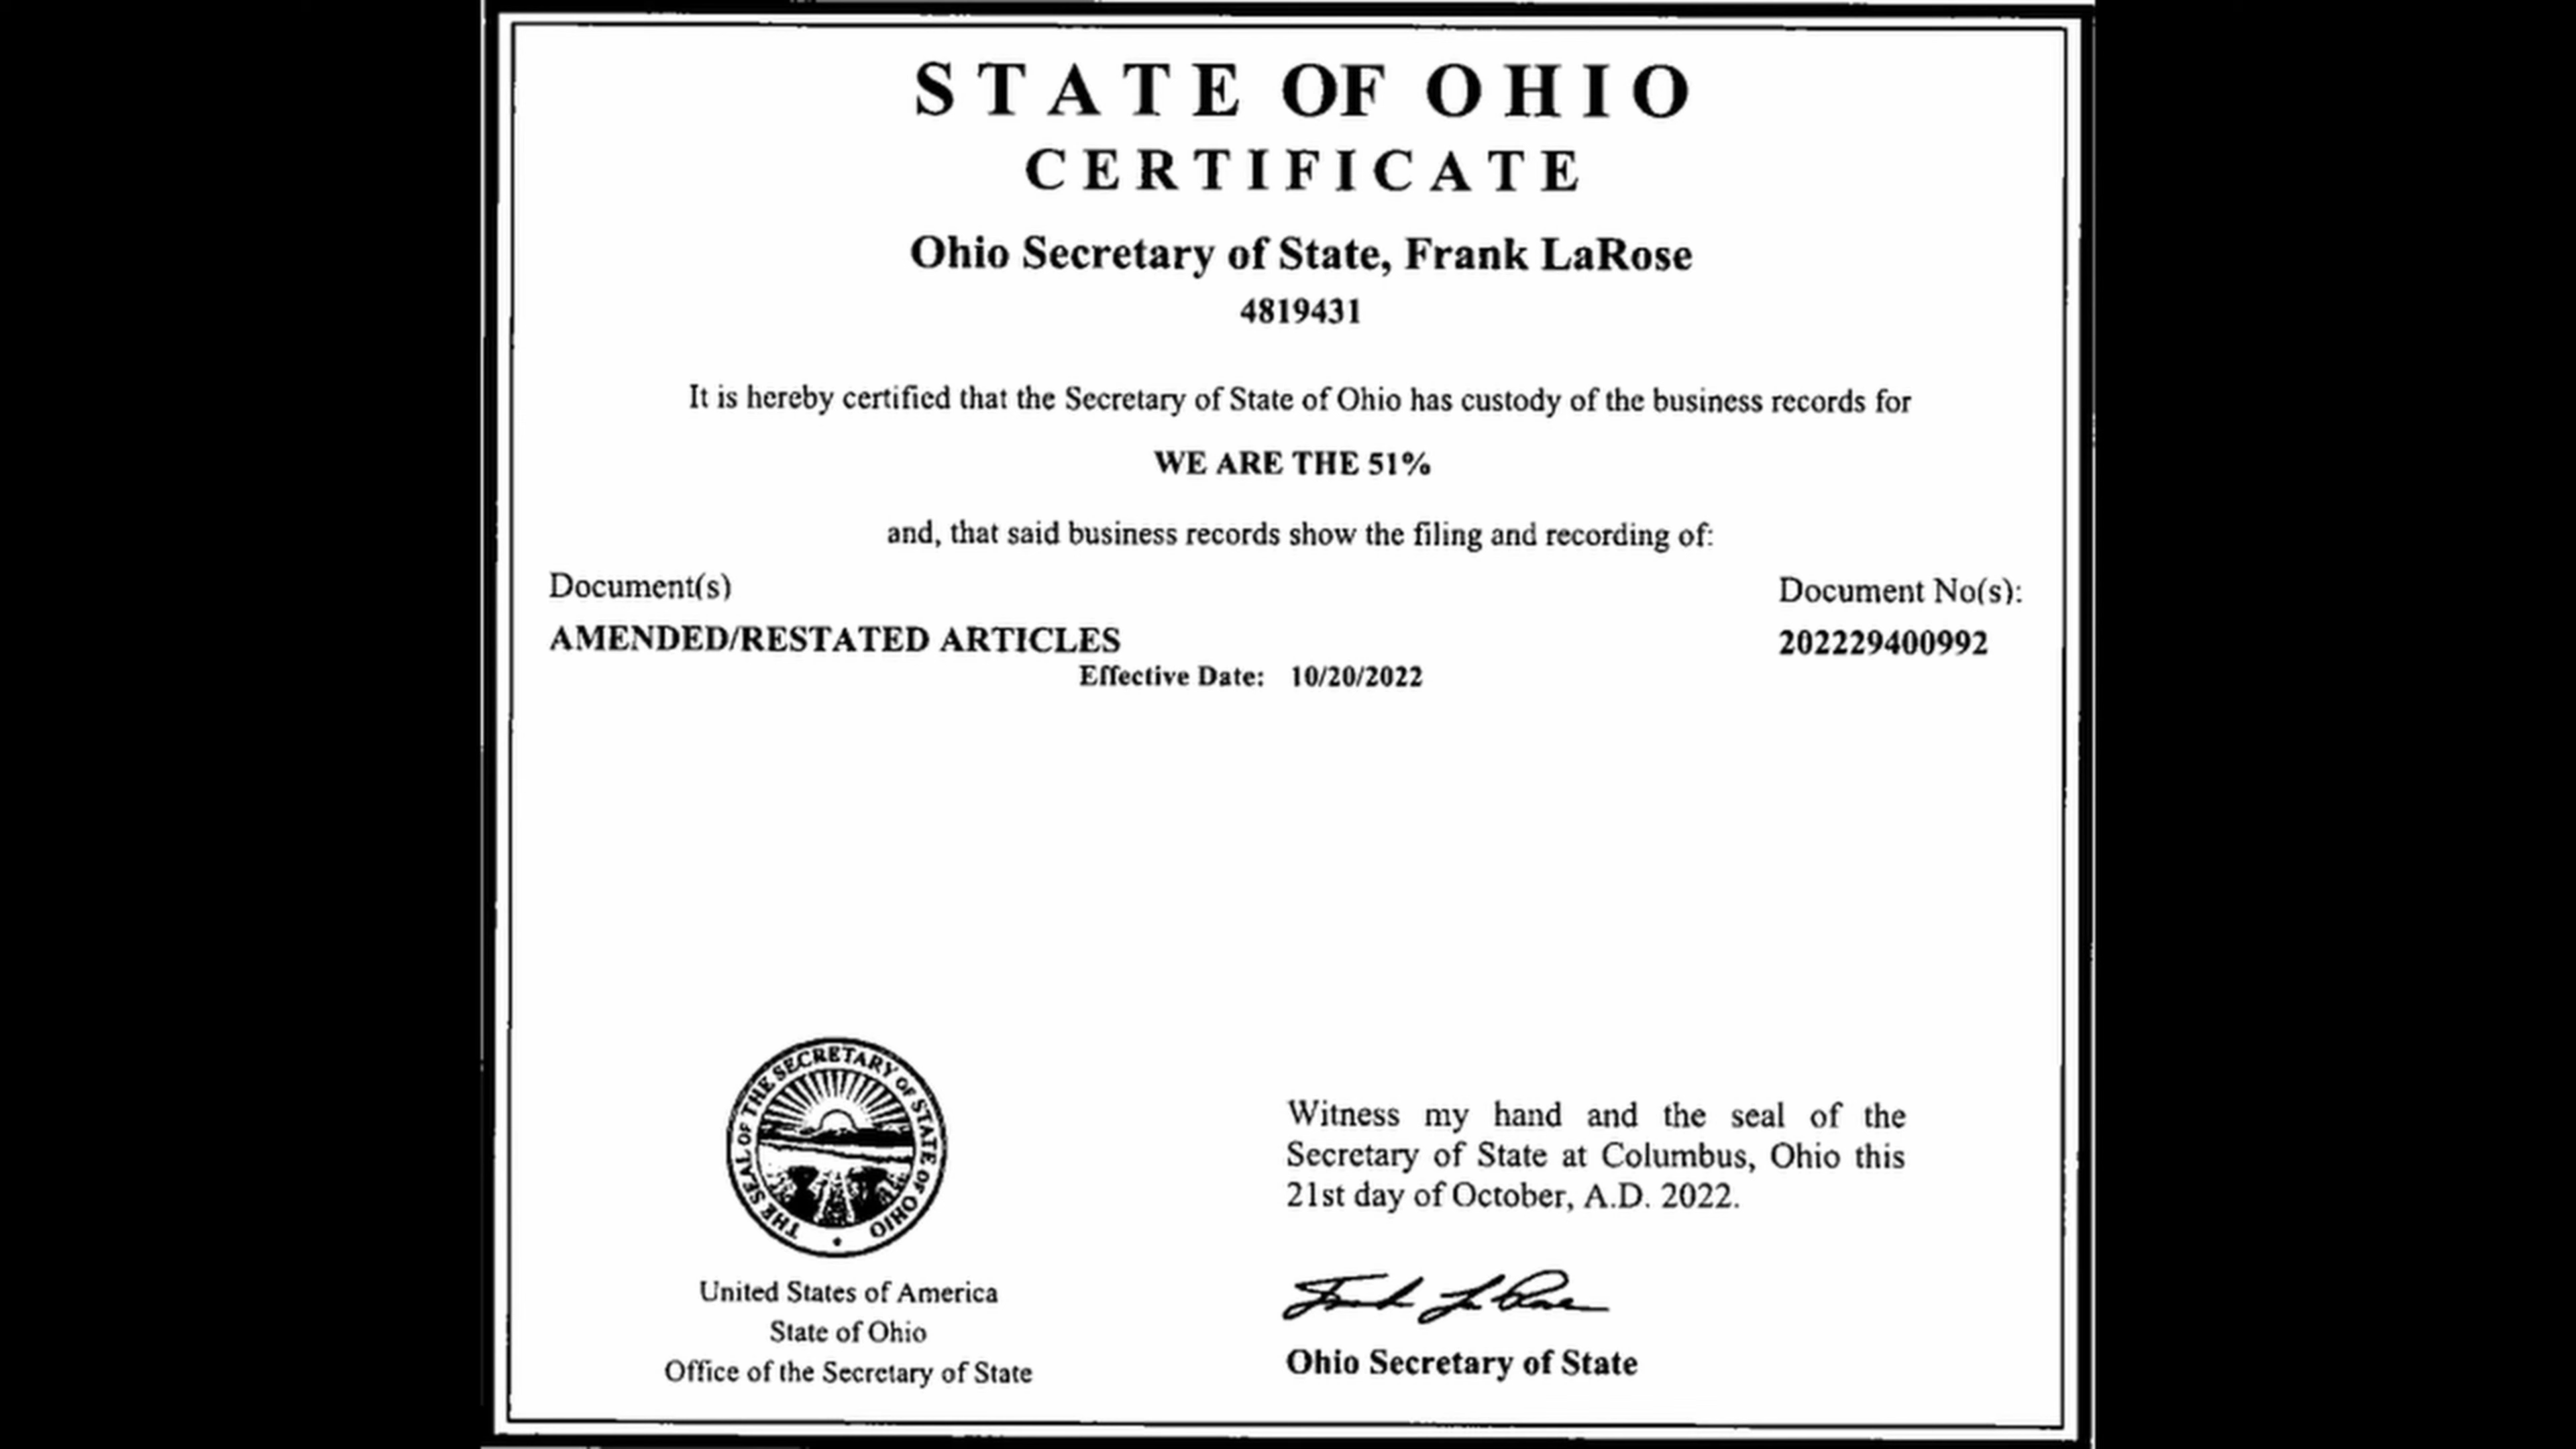 STATE OF OHIO
CERTIFICATE
Ohio Secretary of State, Frank LaRose
4819431
It is hereby certified that the Secretary of State of Ohio has custody of the business records for
WE ARE THE 51%
and, that said business records show the filing and recording of:
Document(s)
Document No(s):
AMENDED/RESTATED ARTICLES
202229400992
Effective Date: 10/20/2022
THE SEAL OF THE SECRETARY OF STATE OF OHIO
United States of America
State of Ohio
Office of the Secretary of State
Witness my hand and the seal of the
Secretary of State at Columbus, Ohio this
21st day of October, A.D. 2022.
Frank LaRose
Ohio Secretary of State